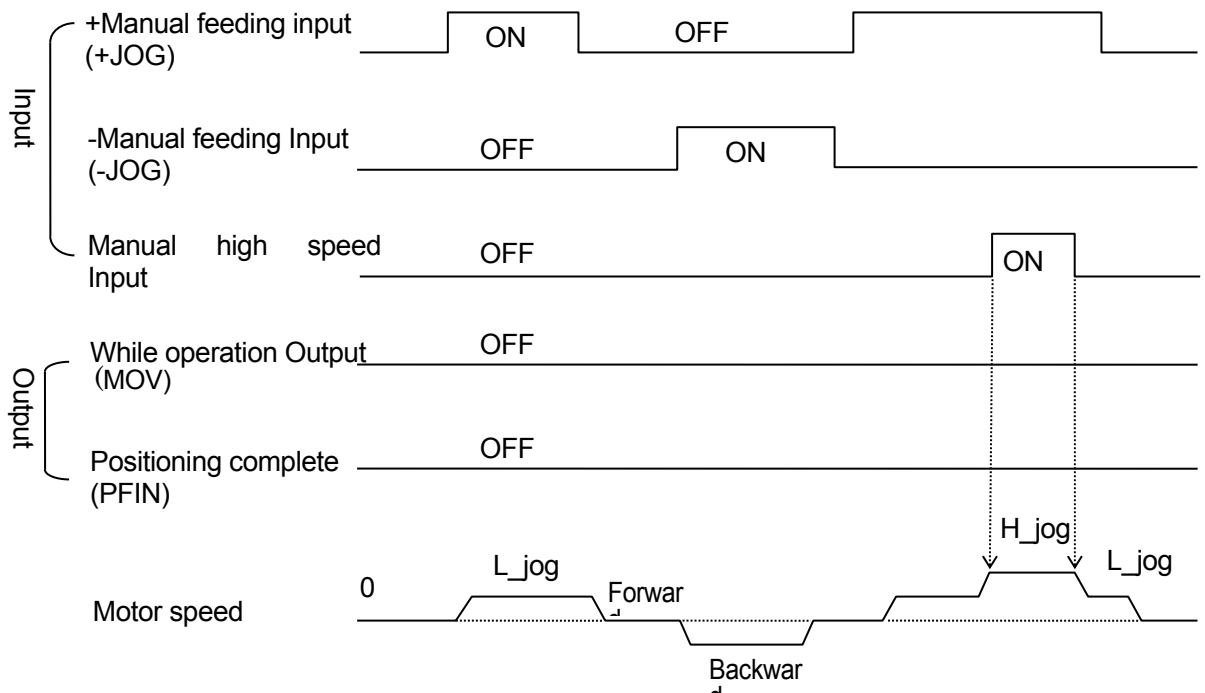 +Manual feeding input
(+JOG)
ON
OFF
Input
-Manual feeding Input
(-JOG)
OFF
ON
Manual high speed
Input
OFF
ON
While operation Output
(MOV)
OFF
Output
Positioning complete
(PFIN)
OFF
H_jog
L_jog
L_jog
0
Forwar
Motor speed
Backwar